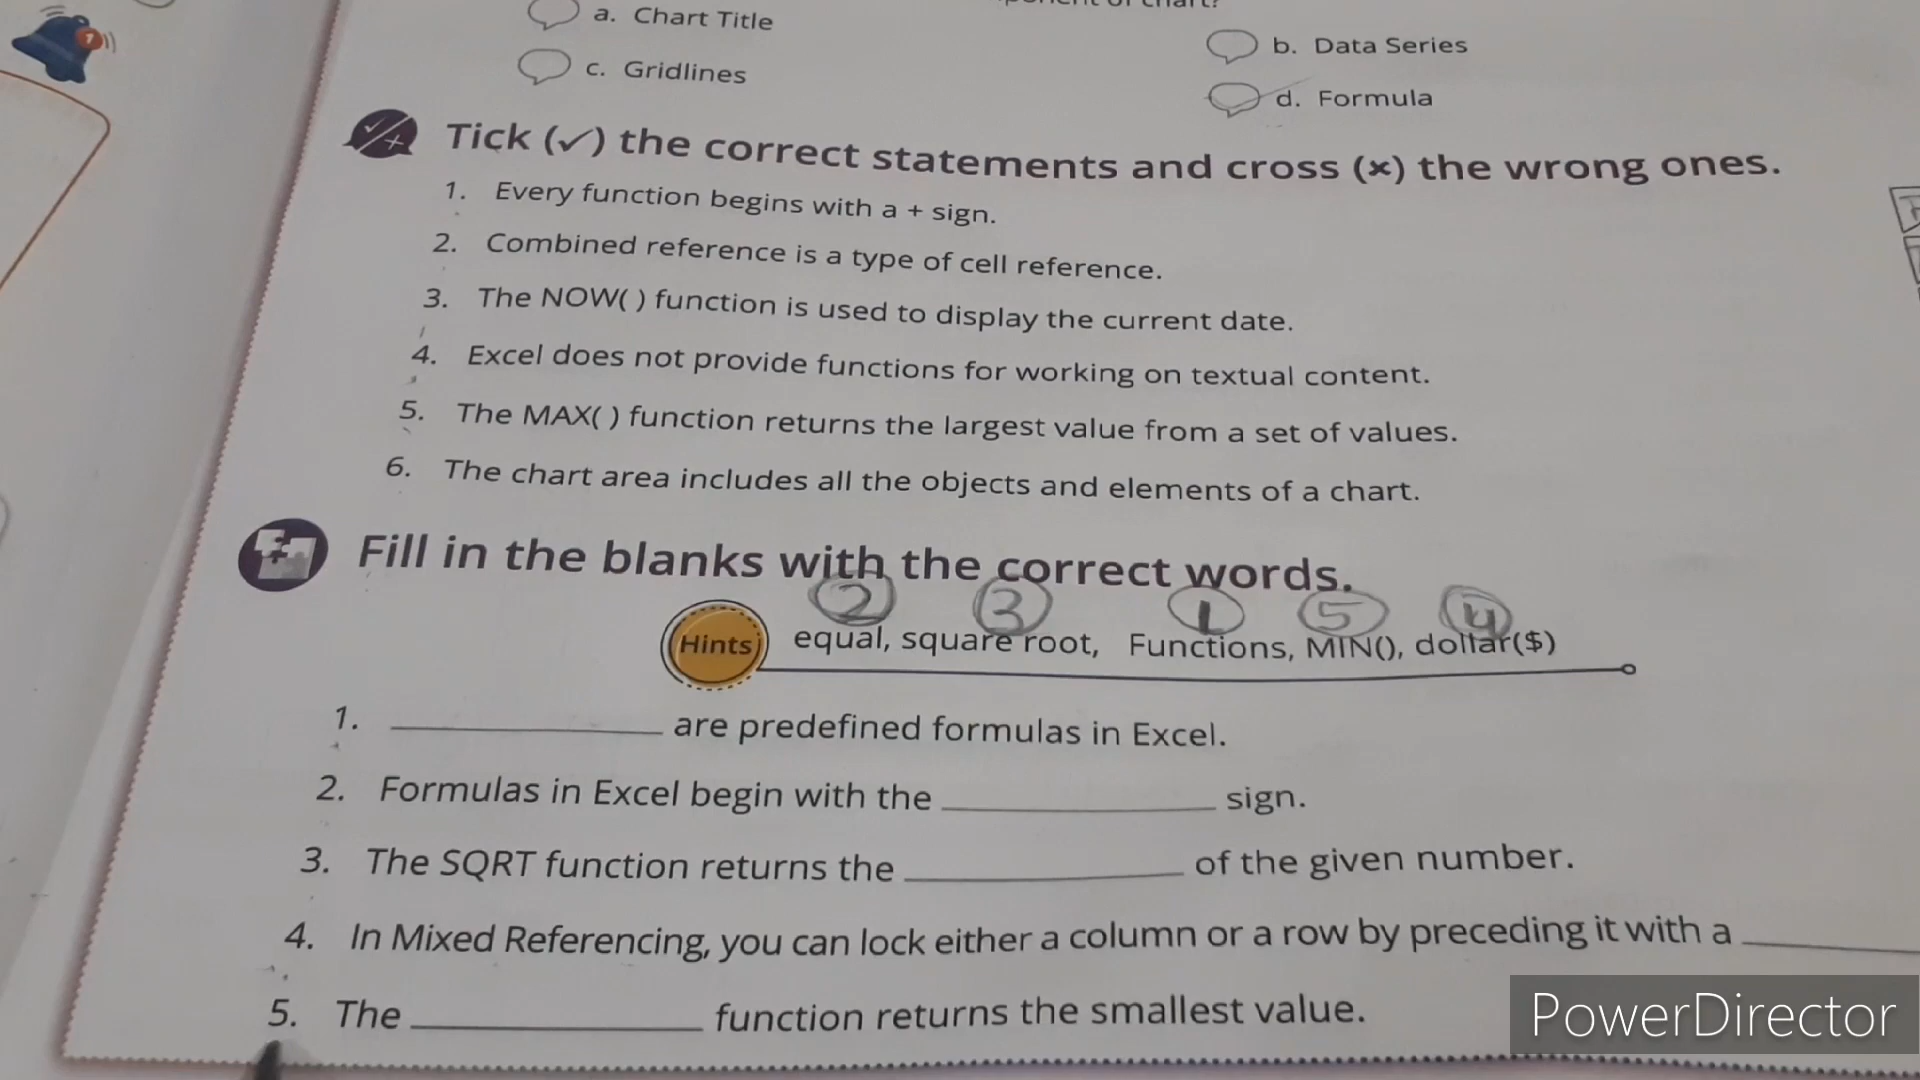 a. Chart Title
b. Data Series
c. Gridlines
d. Formula
Tick (✓) the correct statements and cross (×) the wrong ones.
1. Every function begins with a + sign.
2. Combined reference is a type of cell reference.
3. The NOW( ) function is used to display the current date.
4. Excel does not provide functions for working on textual content.
5. The MAX( ) function returns the largest value from a set of values.
6. The chart area includes all the objects and elements of a chart.
Fill in the blanks with the correct words.
2 3 1 5 4
Hints equal, square root, Functions, MIN(), dollar($)
1. ____________ are predefined formulas in Excel.
2. Formulas in Excel begin with the ____________ sign.
3. The SQRT function returns the ____________ of the given number.
4. In Mixed Referencing, you can lock either a column or a row by preceding it with a ________
5. The ____________ function returns the smallest value.
PowerDirector